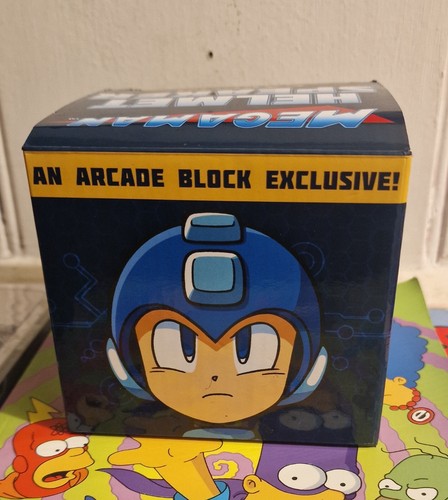 MEGAMAN
HELMET
AN ARCADE BLOCK EXCLUSIVE!